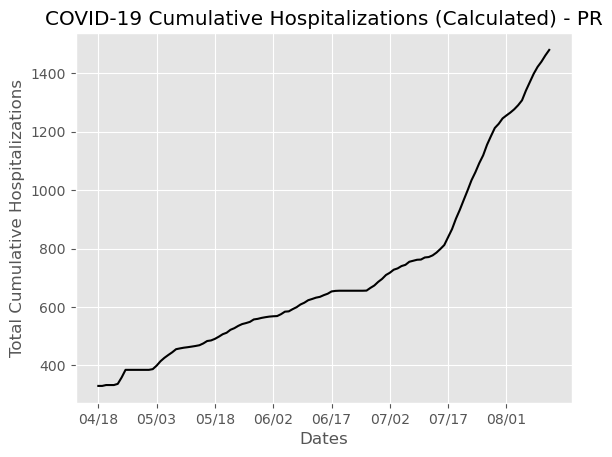 COVID-19 Cumulative Hospitalizations (Calculated) - PR
Total Cumulative Hospitalizations
1400
1200
1000
800
600
400
04/18 05/03 05/18 06/02 06/17 07/02 07/17 08/01
Dates